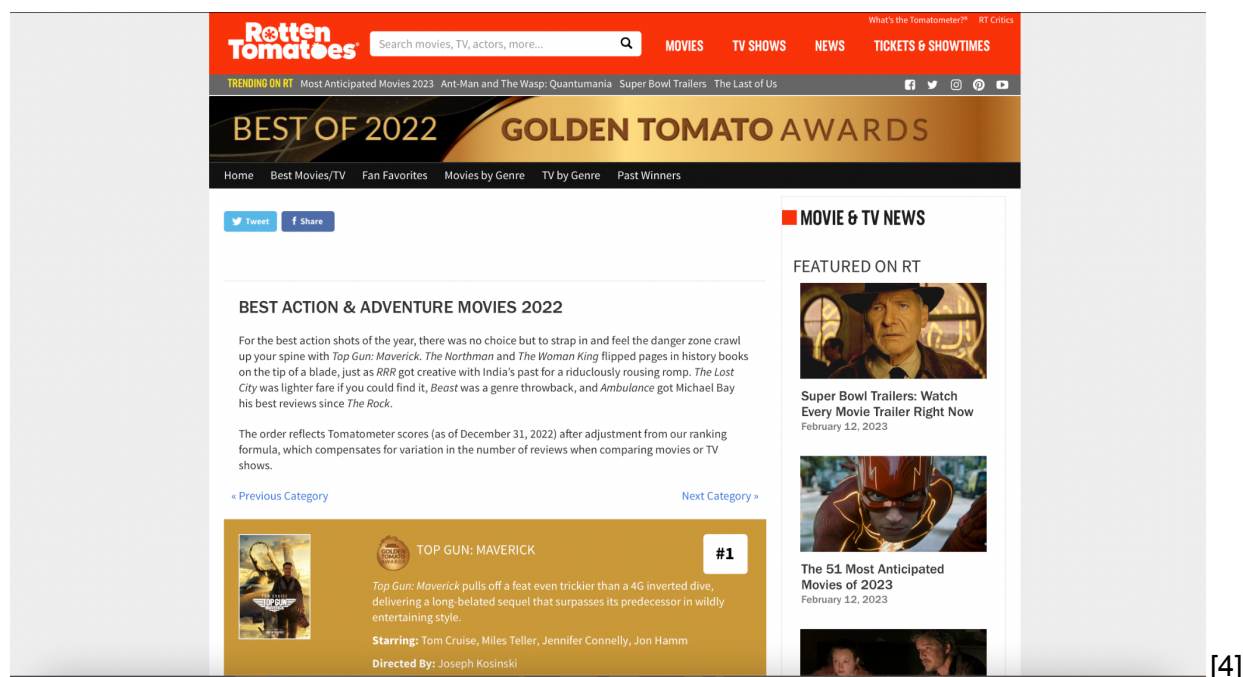 What's the Tomatometer?® RT Critics
Rotten
Tomatoes®
Search movies, TV, actors, more...
MOVIES TV SHOWS NEWS TICKETS & SHOWTIMES
TRENDING ON RT Most Anticipated Movies 2023 Ant-Man and The Wasp: Quantumania Super Bowl Trailers The Last of Us
BEST OF 2022 GOLDEN TOMATO AWARDS
Home Best Movies/TV Fan Favorites Movies by Genre TV by Genre Past Winners
Tweet Share
BEST ACTION & ADVENTURE MOVIES 2022
For the best action shots of the year, there was no choice but to strap in and feel the danger zone crawl
up your spine with Top Gun: Maverick. The Northman and The Woman King flipped pages in history books
on the tip of a blade, just as RRR got creative with India's past for a riduclously rousing romp. The Lost
City was lighter fare if you could find it, Beast was a genre throwback, and Ambulance got Michael Bay
his best reviews since The Rock.
The order reflects Tomatometer scores (as of December 31, 2022) after adjustment from our ranking
formula, which compensates for variation in the number of reviews when comparing movies or TV
shows.
« Previous Category Next Category »
TOM CRUISE
TOP GUN
MAVERICK
GOLDEN
TOMATO
AWARDS
TOP GUN: MAVERICK
#1
Top Gun: Maverick pulls off a feat even trickier than a 4G inverted dive,
delivering a long-belated sequel that surpasses its predecessor in wildly
entertaining style.
Starring: Tom Cruise, Miles Teller, Jennifer Connelly, Jon Hamm
Directed By: Joseph Kosinski
MOVIE & TV NEWS
FEATURED ON RT
Super Bowl Trailers: Watch
Every Movie Trailer Right Now
February 12, 2023
The 51 Most Anticipated
Movies of 2023
February 12, 2023
[4]